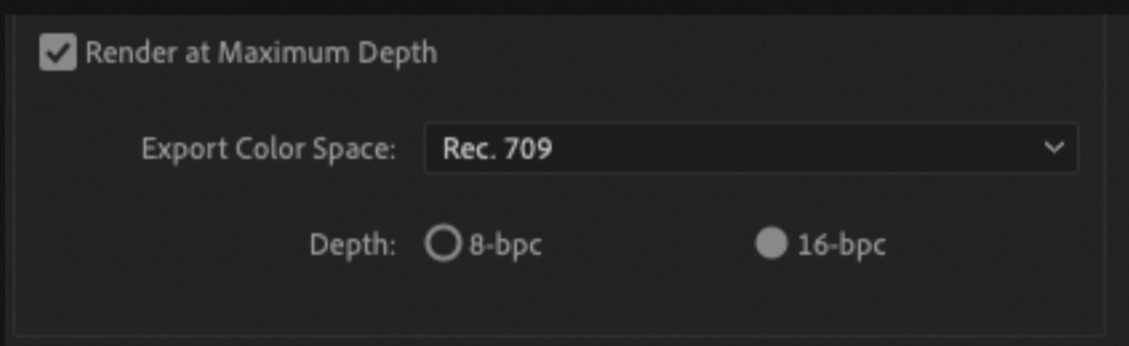 Render at Maximum Depth
Export Color Space: Rec. 709
Depth: 8-bpc 16-bpc